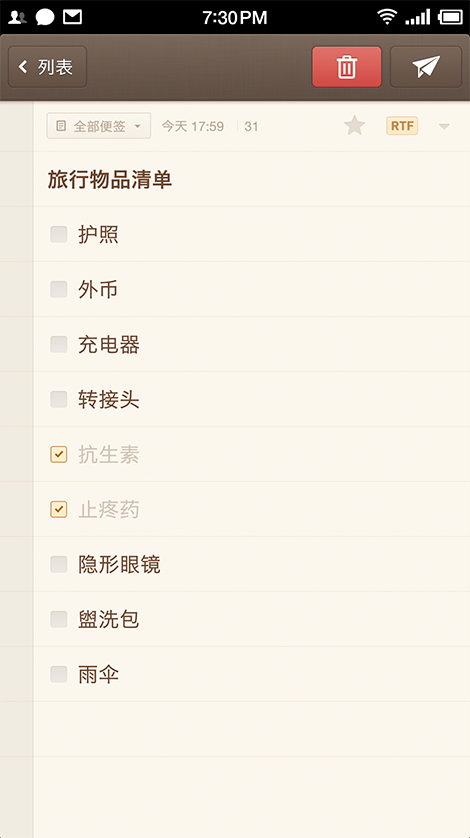 7:30 PM
列表
全部便签 今天 17:59 31 RTF
旅行物品清单
护照
外币
充电器
转接头
抗生素
止疼药
隐形眼镜
盥洗包
雨伞